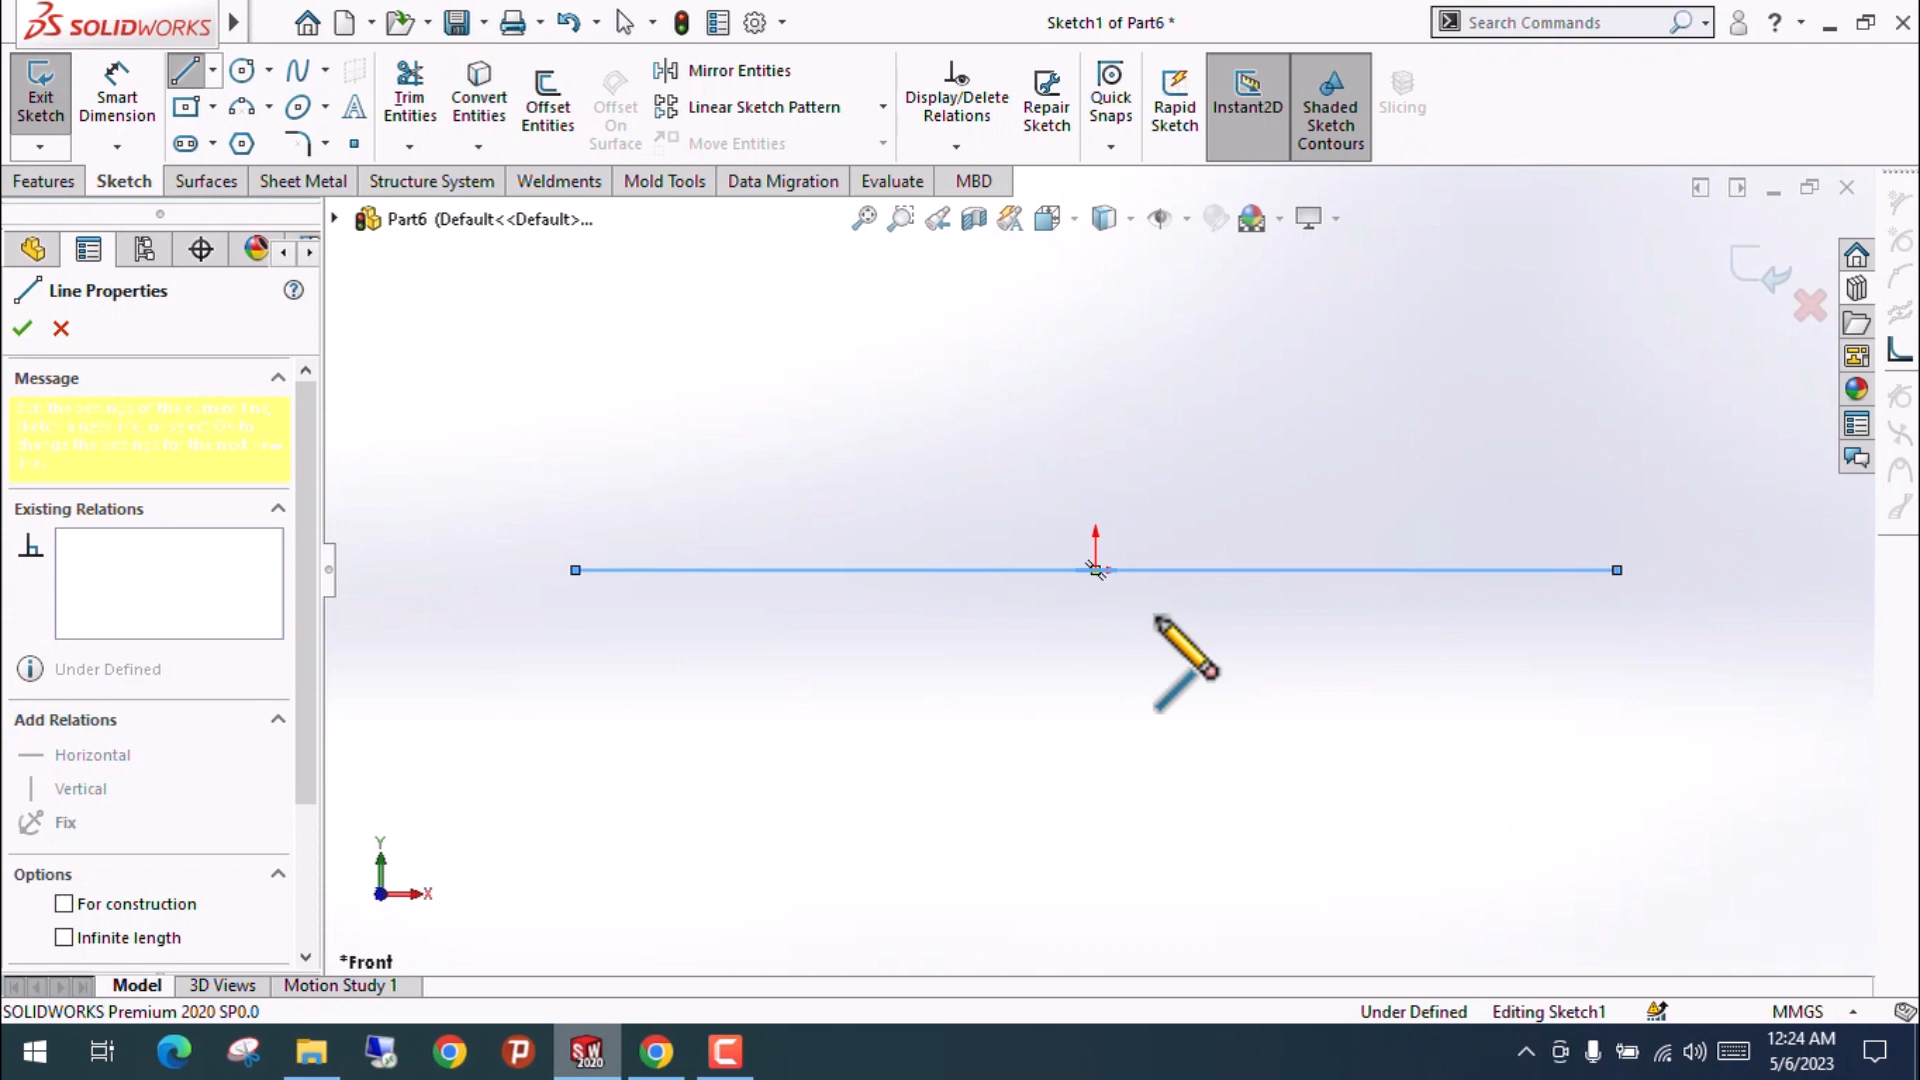 SOLIDWORKS
Sketch1 of Part6 *
Search Commands
Exit Sketch
Smart Dimension
Trim Entities
Convert Entities
Offset Entities
Offset On Surface
Mirror Entities
Linear Sketch Pattern
Move Entities
Display/Delete Relations
Repair Sketch
Quick Snaps
Rapid Sketch
Instant2D
Shaded Sketch Contours
Slicing
Features
Sketch
Surfaces
Sheet Metal
Structure System
Weldments
Mold Tools
Data Migration
Evaluate
MBD
Part6 (Default<<Default>...
Line Properties
Message
Existing Relations
Under Defined
Add Relations
Horizontal
Vertical
Fix
Options
For construction
Infinite length
Y
X
*Front
Model
3D Views
Motion Study 1
SOLIDWORKS Premium 2020 SP0.0
Under Defined
Editing Sketch1
MMGS
SW
2020
12:24 AM
5/6/2023